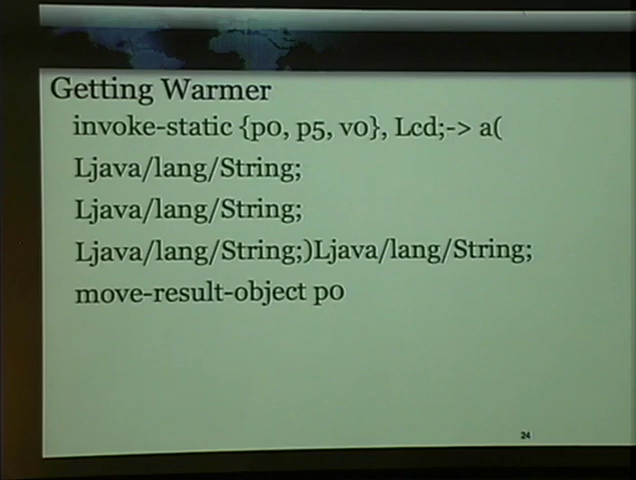 Getting Warmer
invoke-static {p0, p5, v0}, Lcd;-> a(
Ljava/lang/String;
Ljava/lang/String;
Ljava/lang/String;)Ljava/lang/String;
move-result-object p0
24